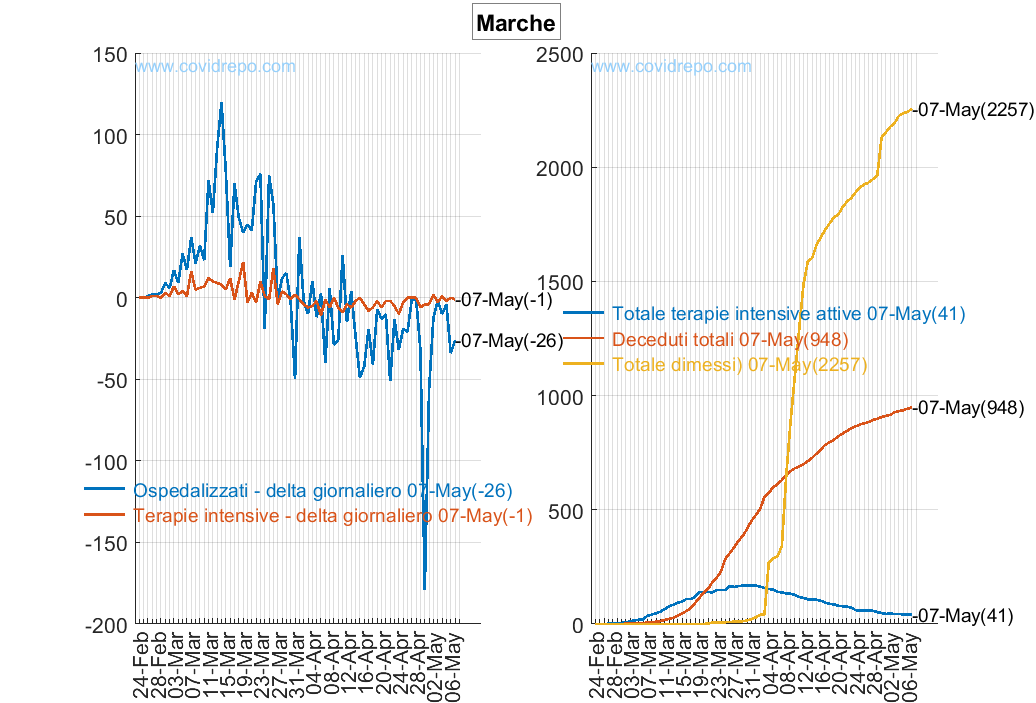 Marche
150
100
50
0
-50
-100
-150
-200
www.covidrepo.com
-07-May(-1)
-07-May(-26)
Ospedalizzati - delta giornaliero 07-May(-26)
Terapie intensive - delta giornaliero 07-May(-1)
24-Feb
28-Feb
03-Mar
07-Mar
11-Mar
15-Mar
19-Mar
23-Mar
27-Mar
31-Mar
04-Apr
08-Apr
12-Apr
16-Apr
20-Apr
24-Apr
28-Apr
02-May
06-May
2500
2000
1500
1000
500
0
www.covidrepo.com
-07-May(2257)
Totale terapie intensive attive 07-May(41)
Deceduti totali 07-May(948)
Totale dimessi) 07-May(2257)
-07-May(948)
-07-May(41)
24-Feb
28-Feb
03-Mar
07-Mar
11-Mar
15-Mar
19-Mar
23-Mar
27-Mar
31-Mar
04-Apr
08-Apr
12-Apr
16-Apr
20-Apr
24-Apr
28-Apr
02-May
06-May